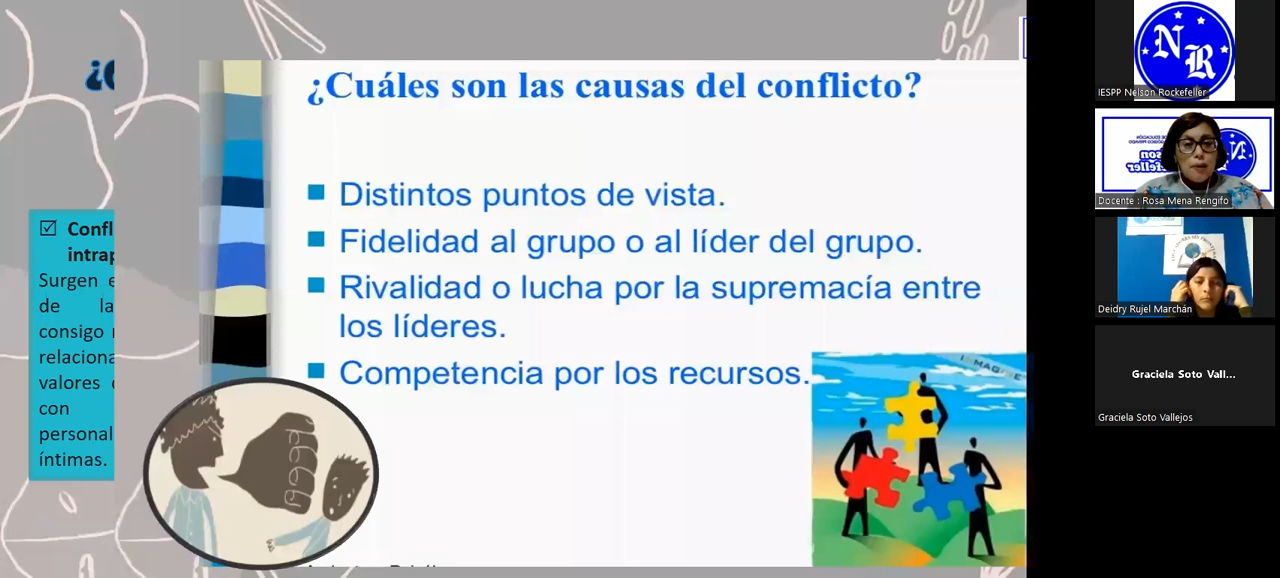 ¿Cuáles son las causas del conflicto?
Distintos puntos de vista.
Fidelidad al grupo o al líder del grupo.
Rivalidad o lucha por la supremacía entre
los líderes.
Competencia por los recursos.
Surgen
de la
consigo
valores
con
íntimas.
NR
IESPP Nelson Rockefeller
Docente : Rosa Mena Rengifo
Deidry Rujel Marchán
Graciela Soto Vall...
Graciela Soto Vallejos